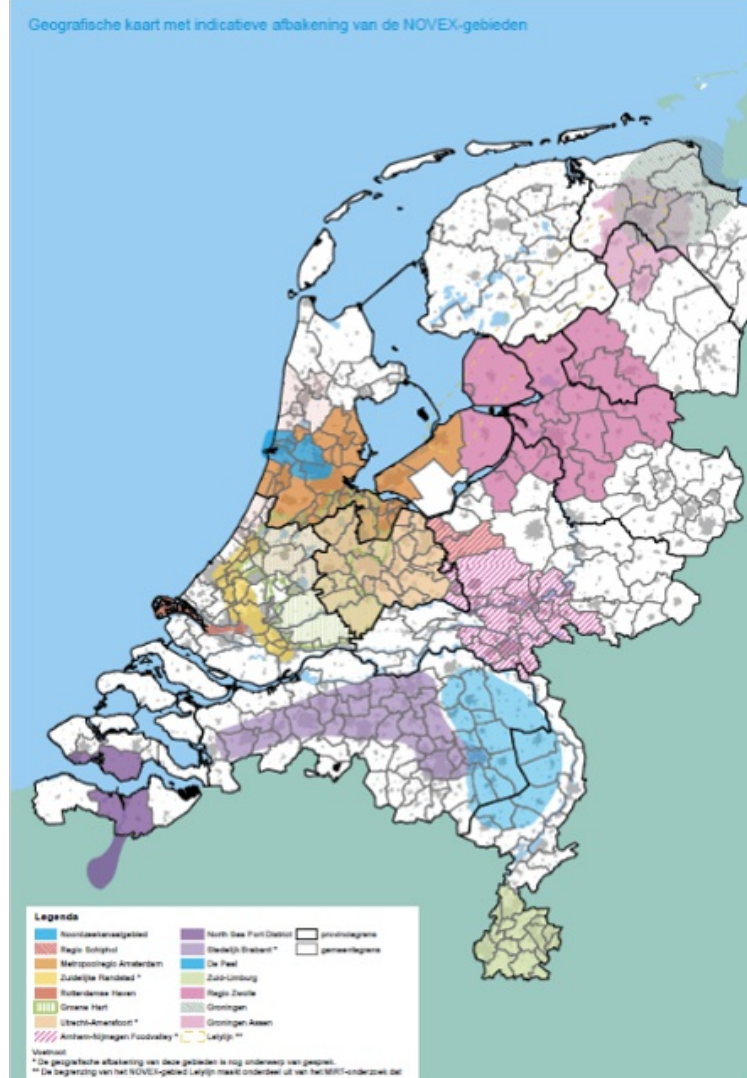 Geografische kaart met indicatieve afbakening van de NOVEX-gebieden
Legenda
Noordzeekanaalgebied
Regio Schiphol
Metropoolregio Amsterdam
Zuidelijke Randstad *
Rotterdamse Haven
Groene Hart
Utrecht-Amersfoort *
Arnhem-Nijmegen Foodvalley *
North Sea Port District
Stedelijk Brabant *
De Peel
Zuid-Limburg
Regio Zwolle
Groningen
Groningen Assen
Lelylijn **
provinciegrens
gemeentegrens
Voetnoot
* De geografische afbakening van deze gebieden is nog onderwerp van gesprek.
** De begrenzing van het NOVEX-gebied Lelylijn maakt onderdeel uit van het MIRT-onderzoek dat